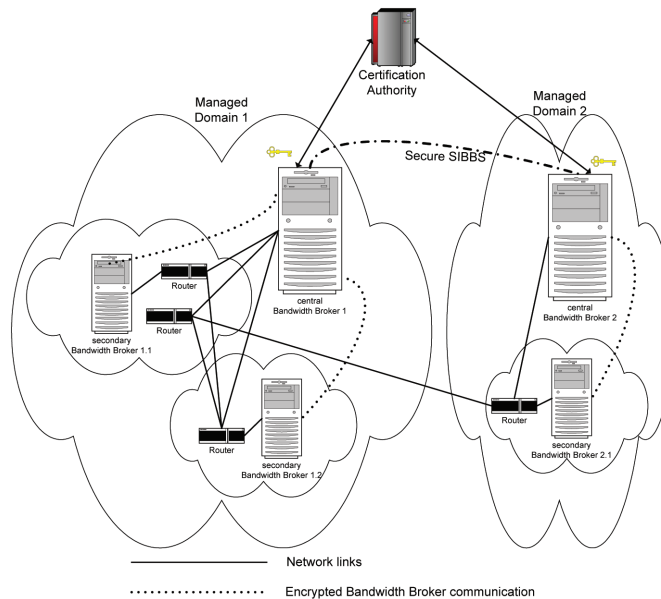 Certification
Authority
Managed
Domain 1
Managed
Domain 2
Secure SIBBS
Router
central
Bandwidth Broker 1
central
Bandwidth Broker 2
secondary
Bandwidth Broker 1.1
Router
Router
Router
secondary
Bandwidth Broker 1.2
secondary
Bandwidth Broker 2.1
Network links
Encrypted Bandwidth Broker communication